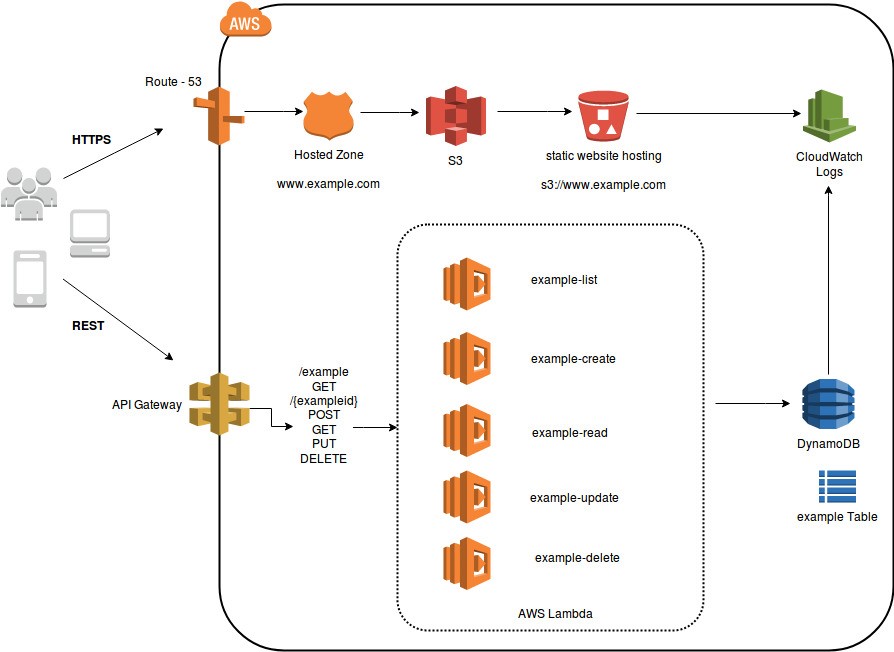 AWS
Route - 53
HTTPS
Hosted Zone
www.example.com
S3
static website hosting
s3://www.example.com
CloudWatch
Logs
REST
API Gateway
/example
GET
/{exampleid}
POST
GET
PUT
DELETE
example-list
example-create
example-read
example-update
example-delete
AWS Lambda
DynamoDB
example Table